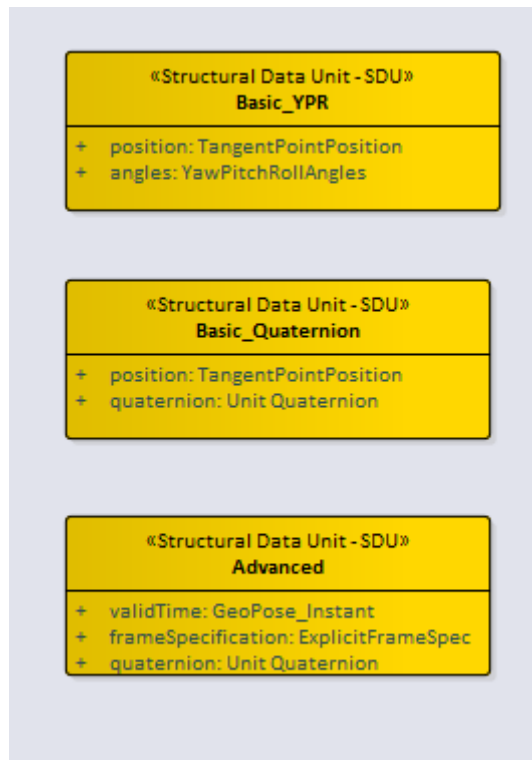 «Structural Data Unit - SDU»
Basic_YPR
+ position: TangentPointPosition
+ angles: YawPitchRollAngles
«Structural Data Unit - SDU»
Basic_Quaternion
+ position: TangentPointPosition
+ quaternion: Unit Quaternion
«Structural Data Unit - SDU»
Advanced
+ validTime: GeoPose_Instant
+ frameSpecification: ExplicitFrameSpec
+ quaternion: Unit Quaternion